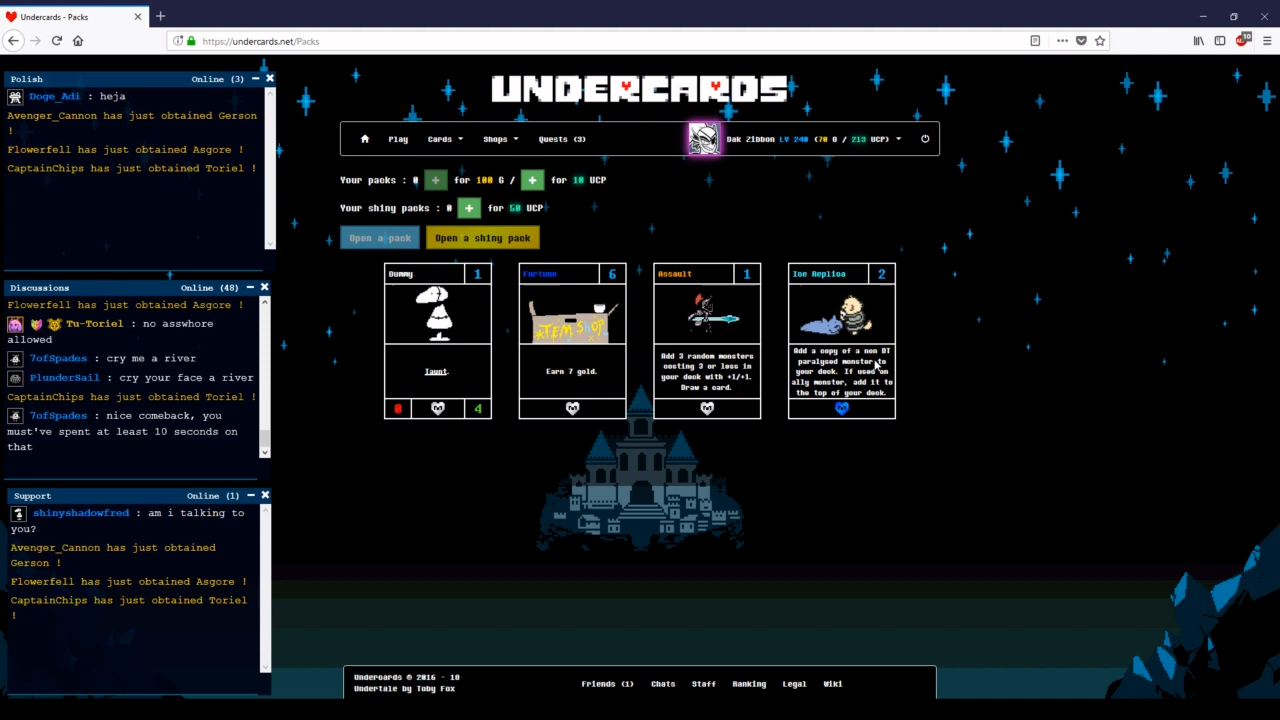 Undercards - Packs
https://undercards.net/Packs
10
Polish Online (3)
Doge_Adi : heja
Avenger_Cannon has just obtained Gerson
!
Flowerfell has just obtained Asgore !
CaptainChips has just obtained Toriel !
Discussions Online (48)
Flowerfell has just obtained Asgore !
Tu-Toriel : no asswhore
allowed
7ofSpades : cry me a river
PlunderSail : cry your face a river
CaptainChips has just obtained Toriel !
7ofSpades : nice comeback, you
must've spent at least 10 seconds on
that
Support Online (1)
shinyshadowfred : am i talking to
you?
Avenger_Cannon has just obtained
Gerson !
Flowerfell has just obtained Asgore !
CaptainChips has just obtained Toriel
!
UNDERCARDS
Play Cards Shops Quests (3) Dak Zibbon LV 240 (70 G / 213 UCP)
Your packs : 0 + for 100 G / + for 10 UCP
Your shiny packs : 0 + for 50 UCP
Open a pack Open a shiny pack
Dummy 1
Taunt.
0 4
Fortune 6
TEM SHOP
Earn 7 gold.
Assault 1
Add 3 random monsters
costing 3 or less in
your deck with +1/+1.
Draw a card.
Ice Replica 2
Add a copy of a non DT
paralysed monster to
your deck. If used on
ally monster, add it to
the top of your deck.
Undercards © 2016 - 18
Undertale by Toby Fox
Friends (1) Chats Staff Ranking Legal Wiki